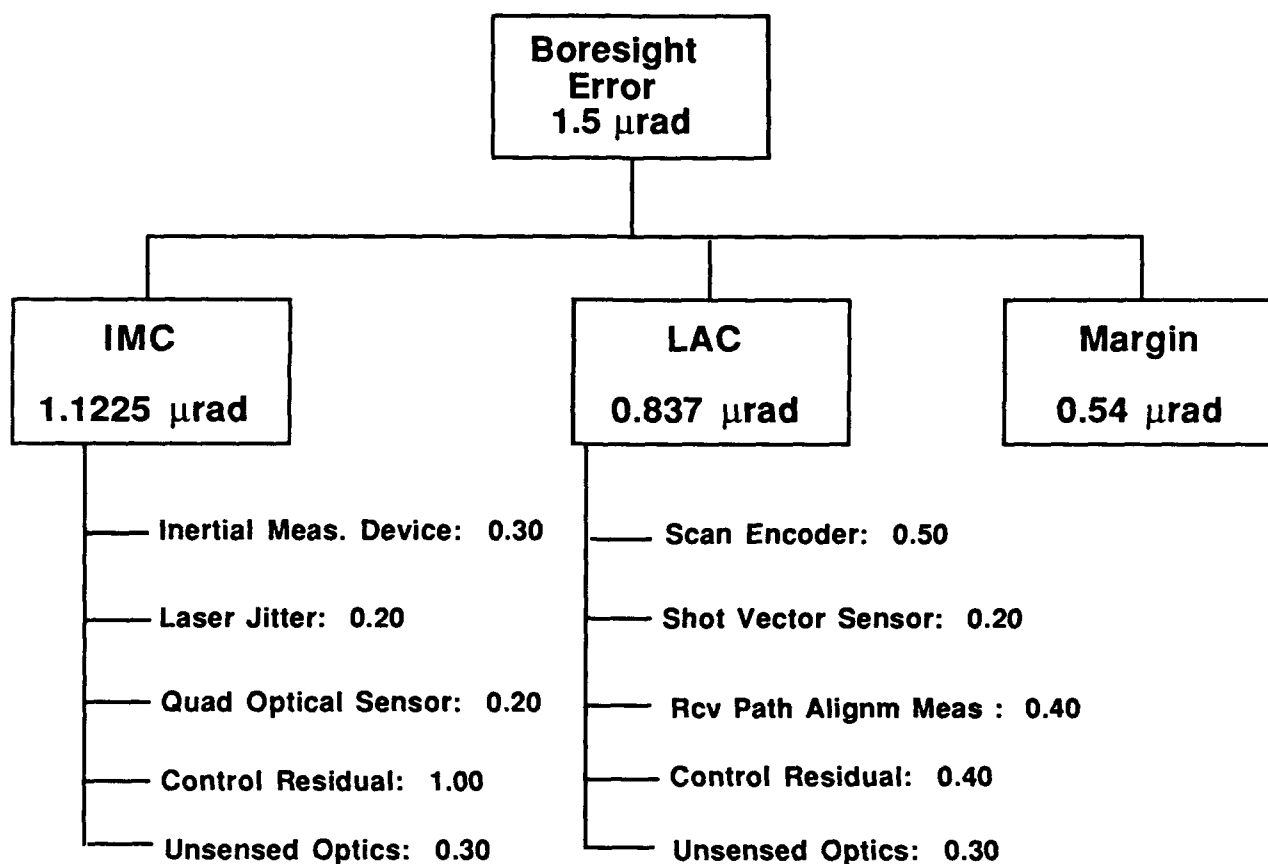 Boresight
Error
1.5 μrad
IMC
1.1225 μrad
LAC
0.837 μrad
Margin
0.54 μrad
Inertial Meas. Device: 0.30
Laser Jitter: 0.20
Quad Optical Sensor: 0.20
Control Residual: 1.00
Unsensed Optics: 0.30
Scan Encoder: 0.50
Shot Vector Sensor: 0.20
Rcv Path Alignm Meas : 0.40
Control Residual: 0.40
Unsensed Optics: 0.30